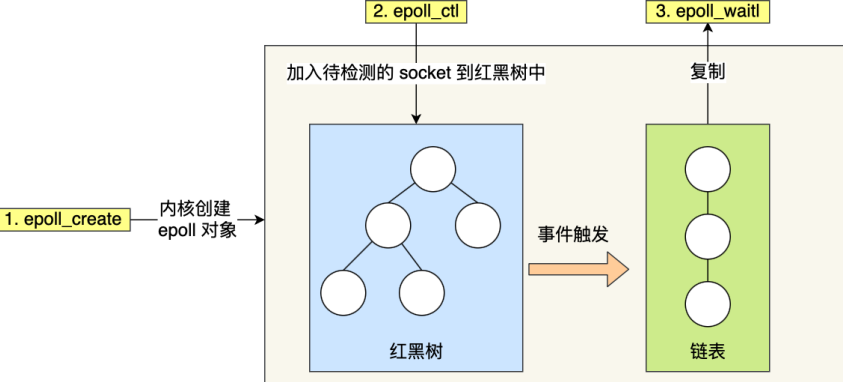 2. epoll_ctl
3. epoll_waitl
加入待检测的 socket 到红黑树中
复制
1. epoll_create
内核创建
epoll 对象
事件触发
红黑树
链表